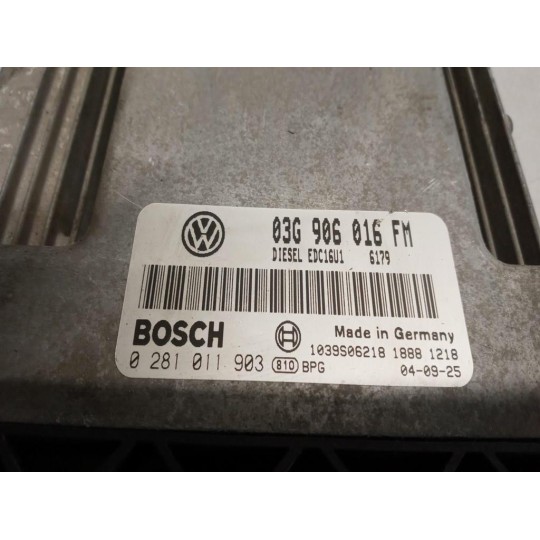 03G 906 016 FM
DIESEL EDC16U1 6179
BOSCH
Made in Germany
1039S06218 1888 1218
0 281 011 903 810 BPG 04-09-25